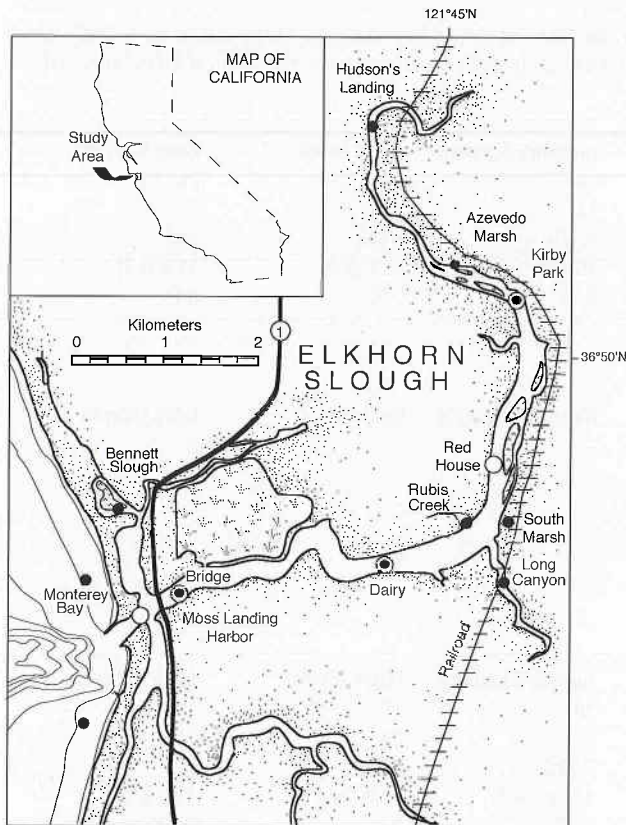 121°45'N
MAP OF
CALIFORNIA
Study
Area
Hudson's
Landing
Azevedo
Marsh
Kirby
Park
Kilometers
0 1 2
1
36°50'N
ELKHORN
SLOUGH
Bennett
Slough
Red
House
Rubis
Creek
South
Marsh
Long
Canyon
Bridge
Dairy
Monterey
Bay
Moss Landing
Harbor
Railroad